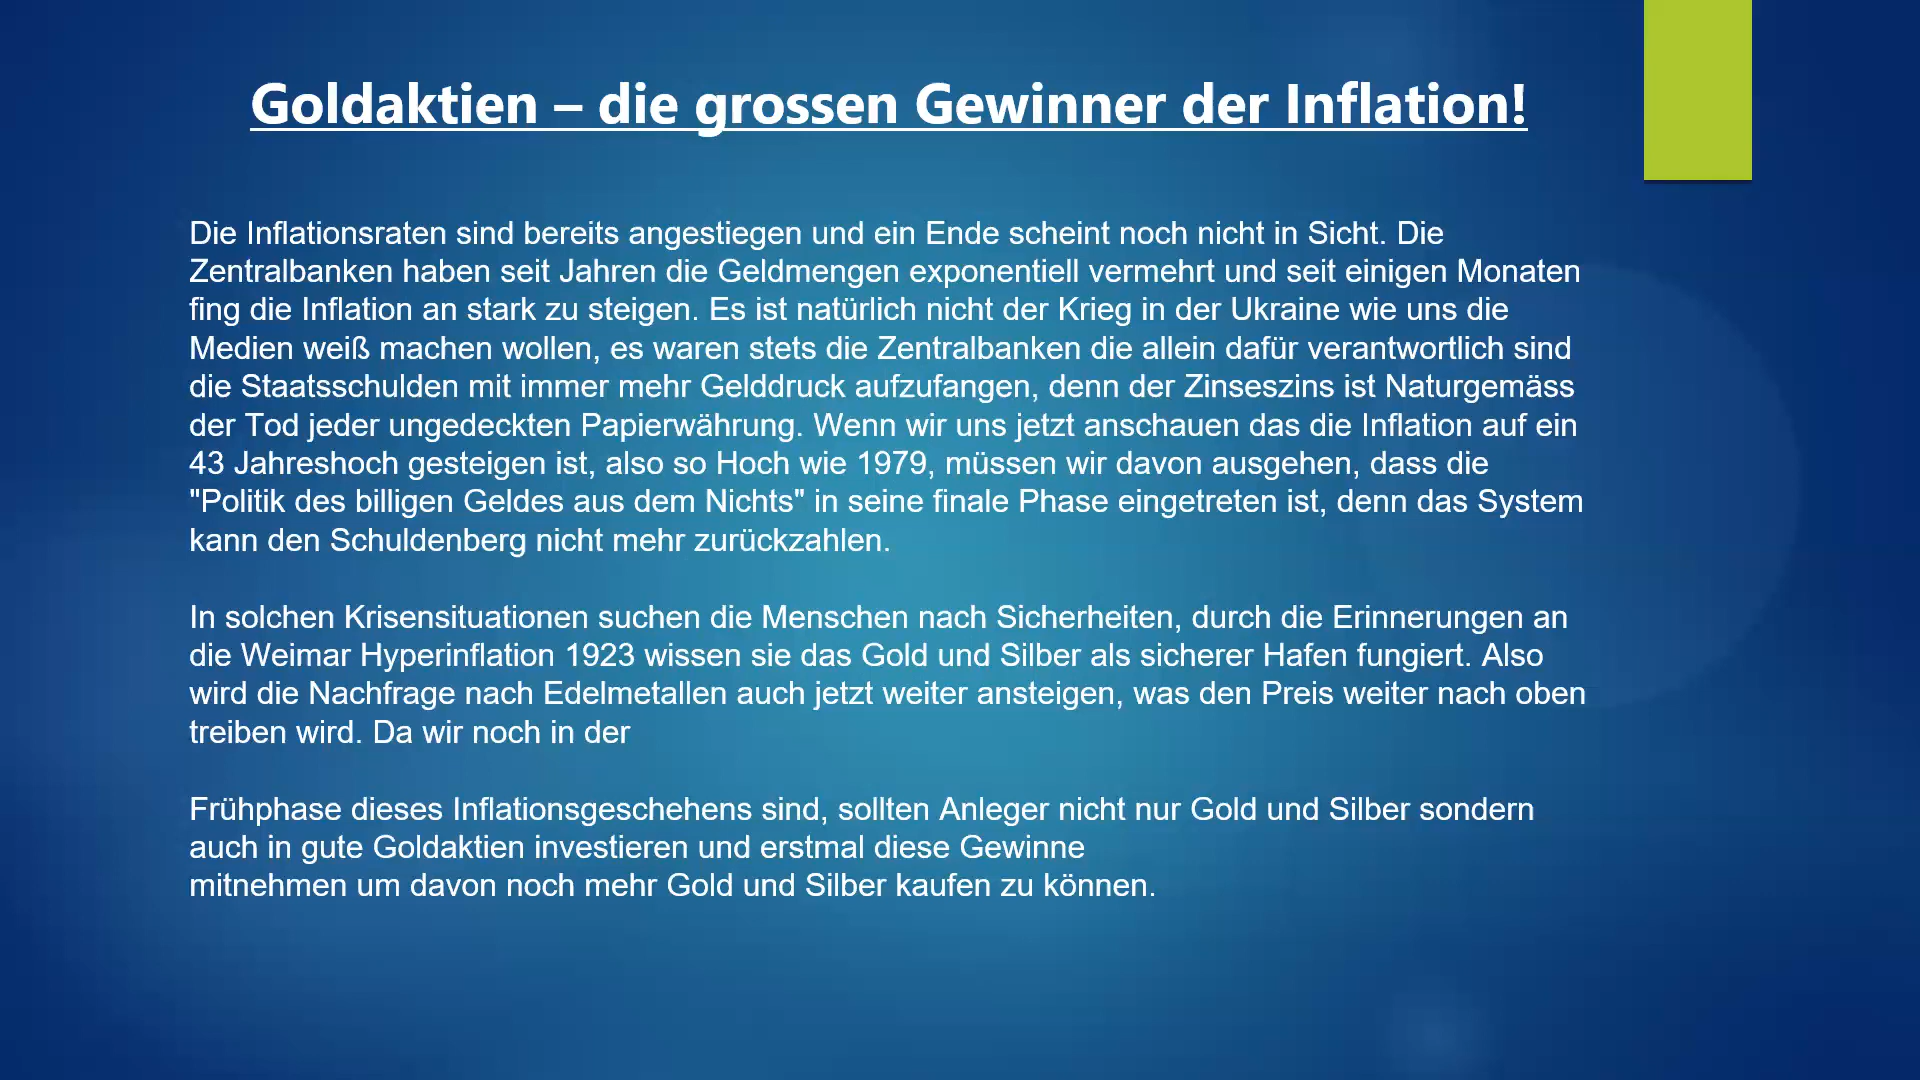 Goldaktien – die grossen Gewinner der Inflation!
Die Inflationsraten sind bereits angestiegen und ein Ende scheint noch nicht in Sicht. Die
Zentralbanken haben seit Jahren die Geldmengen exponentiell vermehrt und seit einigen Monaten
fing die Inflation an stark zu steigen. Es ist natürlich nicht der Krieg in der Ukraine wie uns die
Medien weiß machen wollen, es waren stets die Zentralbanken die allein dafür verantwortlich sind
die Staatsschulden mit immer mehr Gelddruck aufzufangen, denn der Zinseszins ist Naturgemäss
der Tod jeder ungedeckten Papierwährung. Wenn wir uns jetzt anschauen das die Inflation auf ein
43 Jahreshoch gesteigen ist, also so Hoch wie 1979, müssen wir davon ausgehen, dass die
"Politik des billigen Geldes aus dem Nichts" in seine finale Phase eingetreten ist, denn das System
kann den Schuldenberg nicht mehr zurückzahlen.
In solchen Krisensituationen suchen die Menschen nach Sicherheiten, durch die Erinnerungen an
die Weimar Hyperinflation 1923 wissen sie das Gold und Silber als sicherer Hafen fungiert. Also
wird die Nachfrage nach Edelmetallen auch jetzt weiter ansteigen, was den Preis weiter nach oben
treiben wird. Da wir noch in der
Frühphase dieses Inflationsgeschehens sind, sollten Anleger nicht nur Gold und Silber sondern
auch in gute Goldaktien investieren und erstmal diese Gewinne
mitnehmen um davon noch mehr Gold und Silber kaufen zu können.